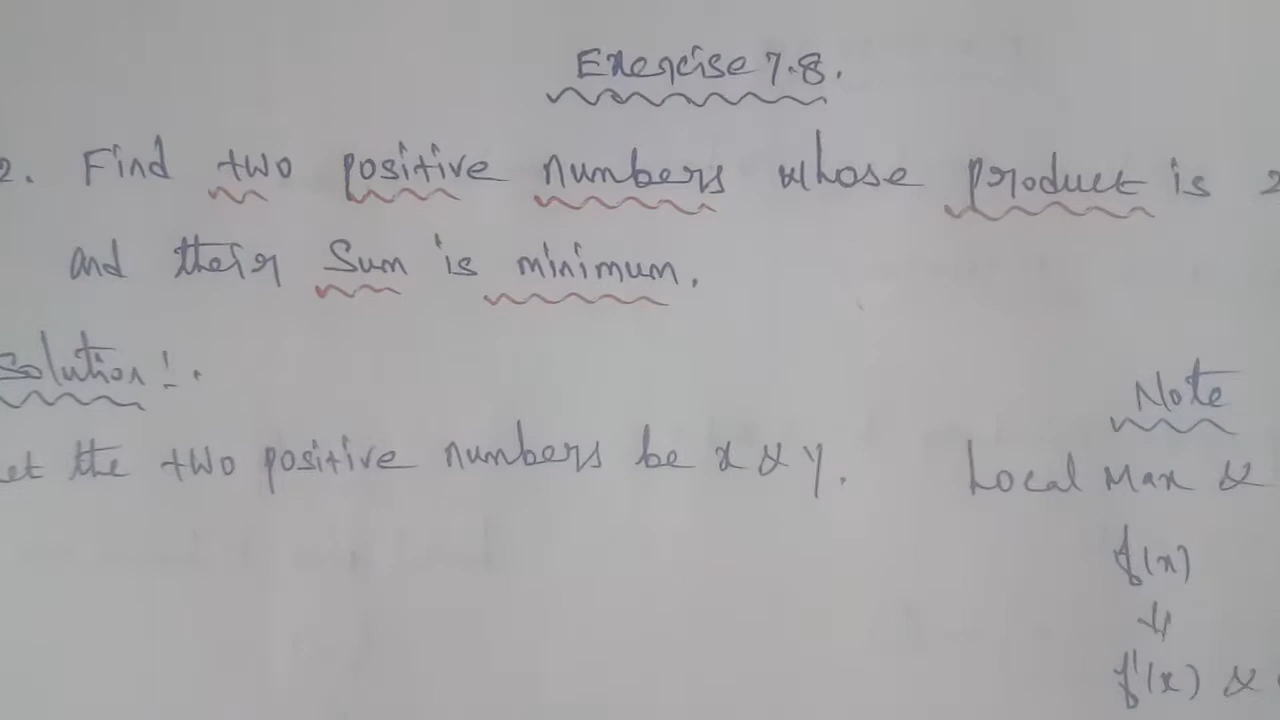 Exercise 7.8.
2. Find two positive numbers whose product is 2
and their Sum is minimum.
Solution:.
et the two positive numbers be x & y.
Note
Local Max &
f(x)
↓
f'(x) &